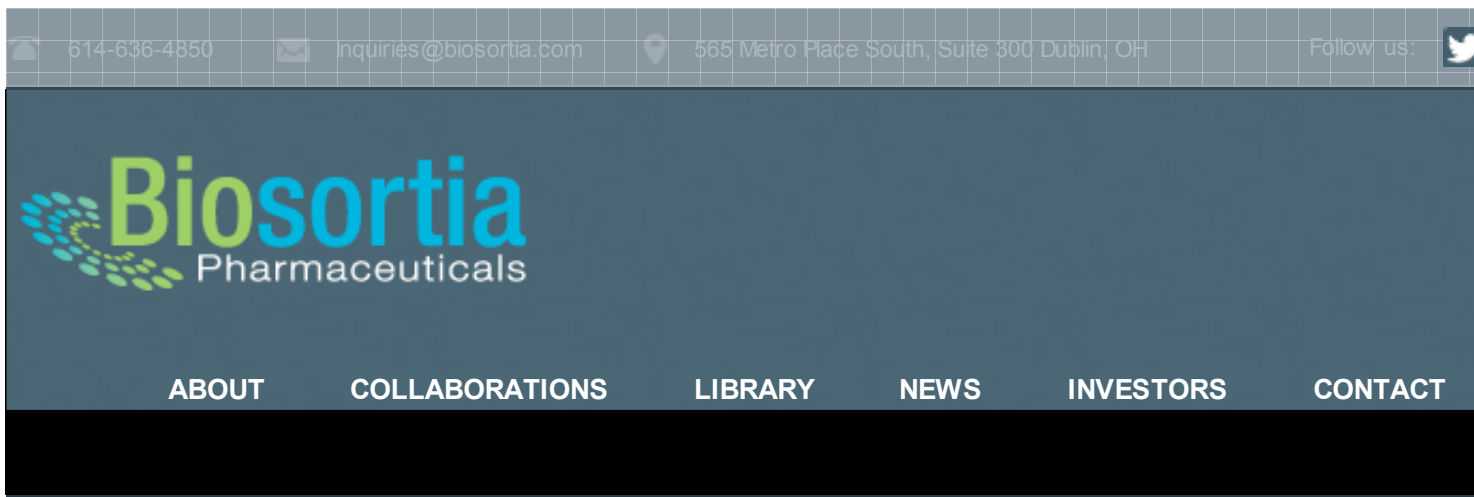 614-636-4850 Inquiries@biosortia.com 565 Metro Place South, Suite 300 Dublin, OH Follow us:
Biosortia
Pharmaceuticals
ABOUT COLLABORATIONS LIBRARY NEWS INVESTORS CONTACT